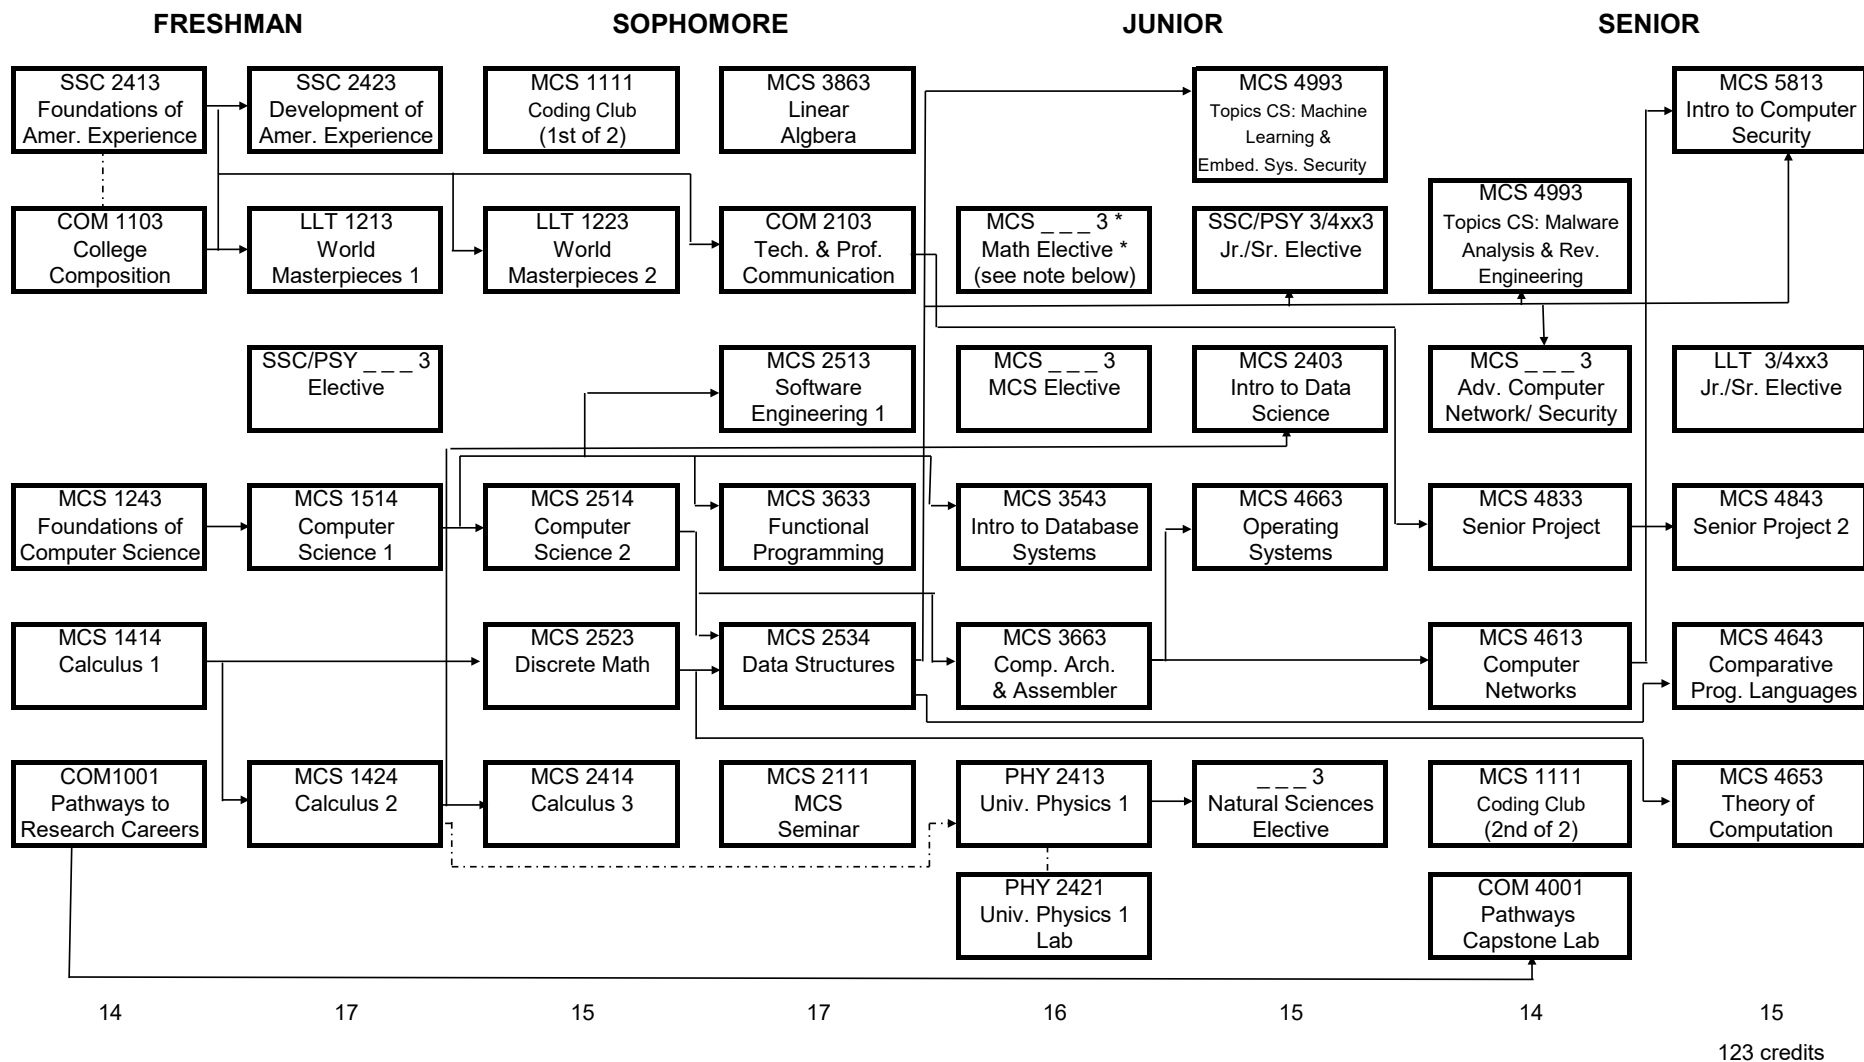 FRESHMAN
SOPHOMORE
JUNIOR
SENIOR
SSC 2413
Foundations of
Amer. Experience
SSC 2423
Development of
Amer. Experience
MCS 1111
Coding Club
(1st of 2)
MCS 3863
Linear
Algbera
MCS 4993
Topics CS: Machine
Learning &
Embed. Sys. Security
MCS 5813
Intro to Computer
Security
COM 1103
College
Composition
LLT 1213
World
Masterpieces 1
LLT 1223
World
Masterpieces 2
COM 2103
Tech. & Prof.
Communication
MCS _ _ _ 3 *
Math Elective *
(see note below)
SSC/PSY 3/4xx3
Jr./Sr. Elective
MCS 4993
Topics CS: Malware
Analysis & Rev.
Engineering
SSC/PSY _ _ _ 3
Elective
MCS 2513
Software
Engineering 1
MCS _ _ _ 3
MCS Elective
MCS 2403
Intro to Data
Science
MCS _ _ _ 3
Adv. Computer
Network/ Security
LLT 3/4xx3
Jr./Sr. Elective
MCS 1243
Foundations of
Computer Science
MCS 1514
Computer
Science 1
MCS 2514
Computer
Science 2
MCS 3633
Functional
Programming
MCS 3543
Intro to Database
Systems
MCS 4663
Operating
Systems
MCS 4833
Senior Project
MCS 4843
Senior Project 2
MCS 1414
Calculus 1
MCS 2523
Discrete Math
MCS 2534
Data Structures
MCS 3663
Comp. Arch.
& Assembler
MCS 4613
Computer
Networks
MCS 4643
Comparative
Prog. Languages
COM1001
Pathways to
Research Careers
MCS 1424
Calculus 2
MCS 2414
Calculus 3
MCS 2111
MCS
Seminar
PHY 2413
Univ. Physics 1
_ _ _ 3
Natural Sciences
Elective
MCS 1111
Coding Club
(2nd of 2)
MCS 4653
Theory of
Computation
PHY 2421
Univ. Physics 1
Lab
COM 4001
Pathways
Capstone Lab
14
17
15
17
16
15
14
15
123 credits